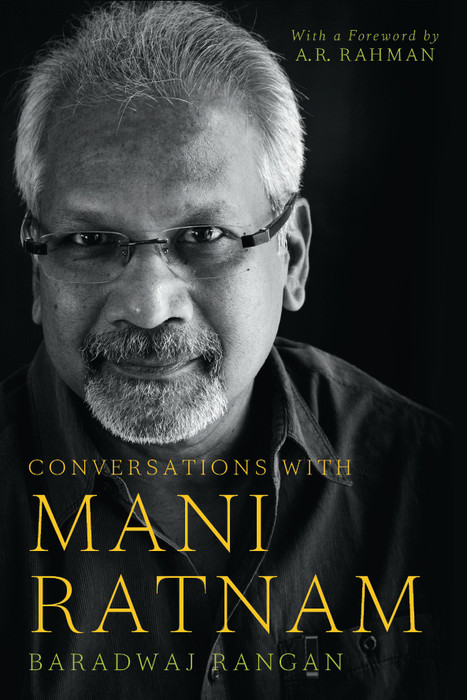 With a Foreword by
A.R. RAHMAN
CONVERSATIONS WITH
MANI
RATNAM
BARADWAJ RANGAN